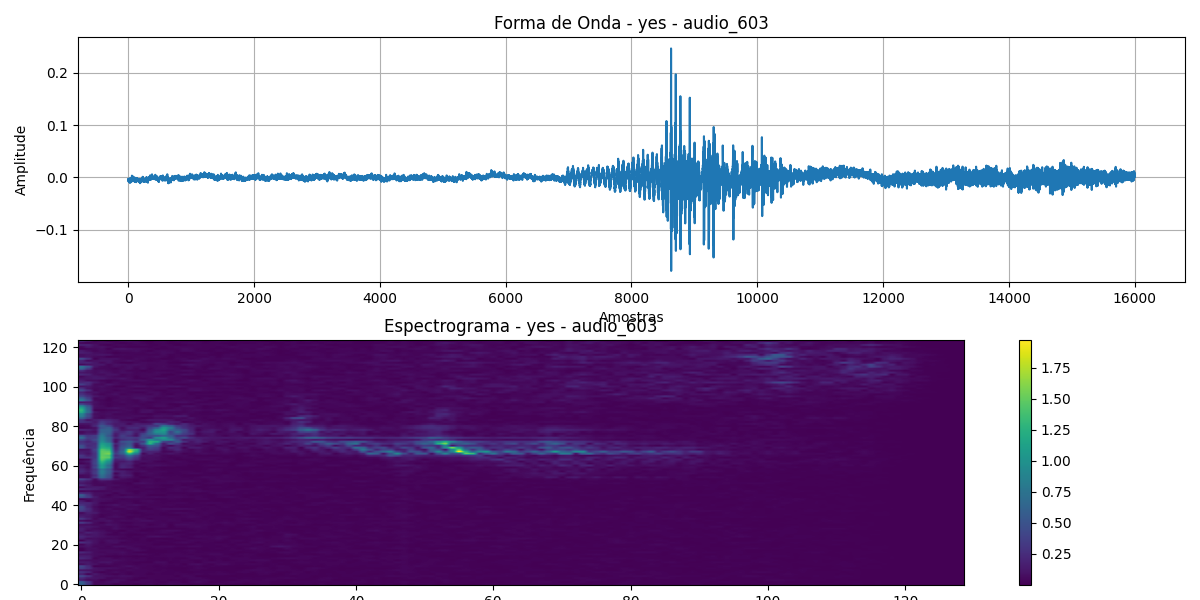 Forma de Onda - yes - audio_603
Amplitude
0.2
0.1
0.0
−0.1
0 2000 4000 6000 8000 10000 12000 14000 16000
Amostras
Espectrograma - yes - audio_603
Frequência
120
100
80
60
40
20
0
0 20 40 60 80 100 120
1.75
1.50
1.25
1.00
0.75
0.50
0.25